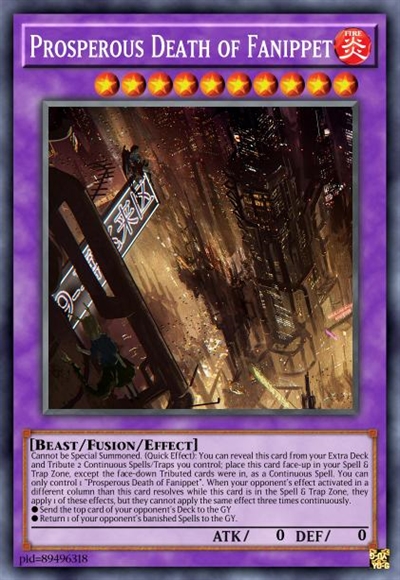 PROSPEROUS DEATH OF FANIPPET
FIRE
炎
[BEAST/FUSION/EFFECT]
Cannot be Special Summoned. (Quick Effect): You can reveal this card from your Extra Deck
and Tribute 2 Continuous Spells/Traps you control; place this card face-up in your Spell &
Trap Zone, except the face-down Tributed cards were in, as a Continuous Spell. You can
only control 1 "Prosperous Death of Fanippet". When your opponent's effect activated in a
different column than this card resolves while this card is in the Spell & Trap Zone, they
apply 1 of these effects, but they cannot apply the same effect three times continuously.
● Send the top card of your opponent's Deck to the GY.
● Return 1 of your opponent's banished Spells to the GY.
ATK / 0 DEF / 0
pid=89496318